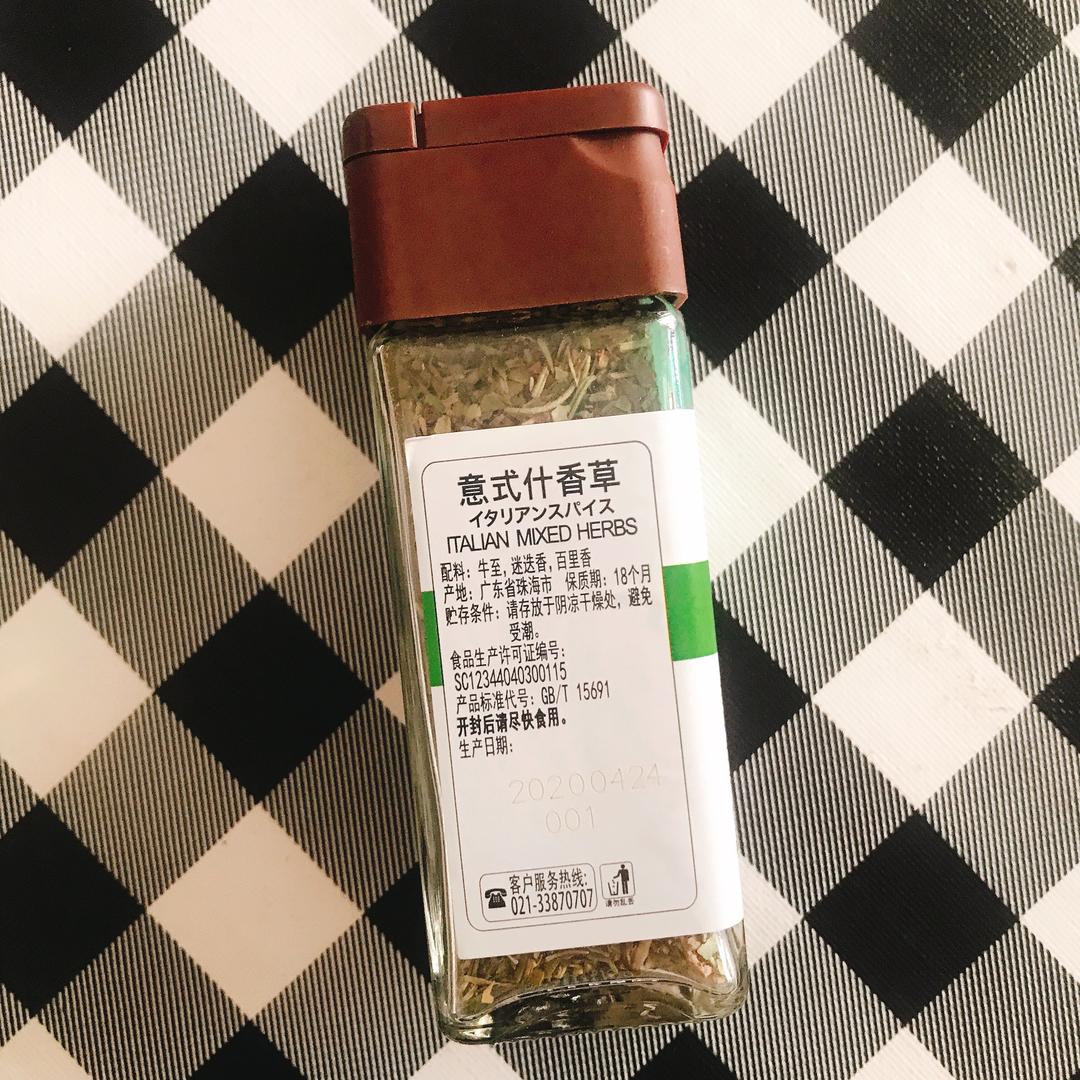 意式什香草
イタリアンスパイス
ITALIAN MIXED HERBS
配料：牛至，迷迭香，百里香
产地：广东省珠海市 保质期：18个月
贮存条件：请存放于阴凉干燥处，避免
受潮。
食品生产许可证编号：
SC12344040300115
产品标准代号：GB/T 15691
开封后请尽快食用。
生产日期：
20200424
001
客户服务热线：
021-33870707
请勿乱丢